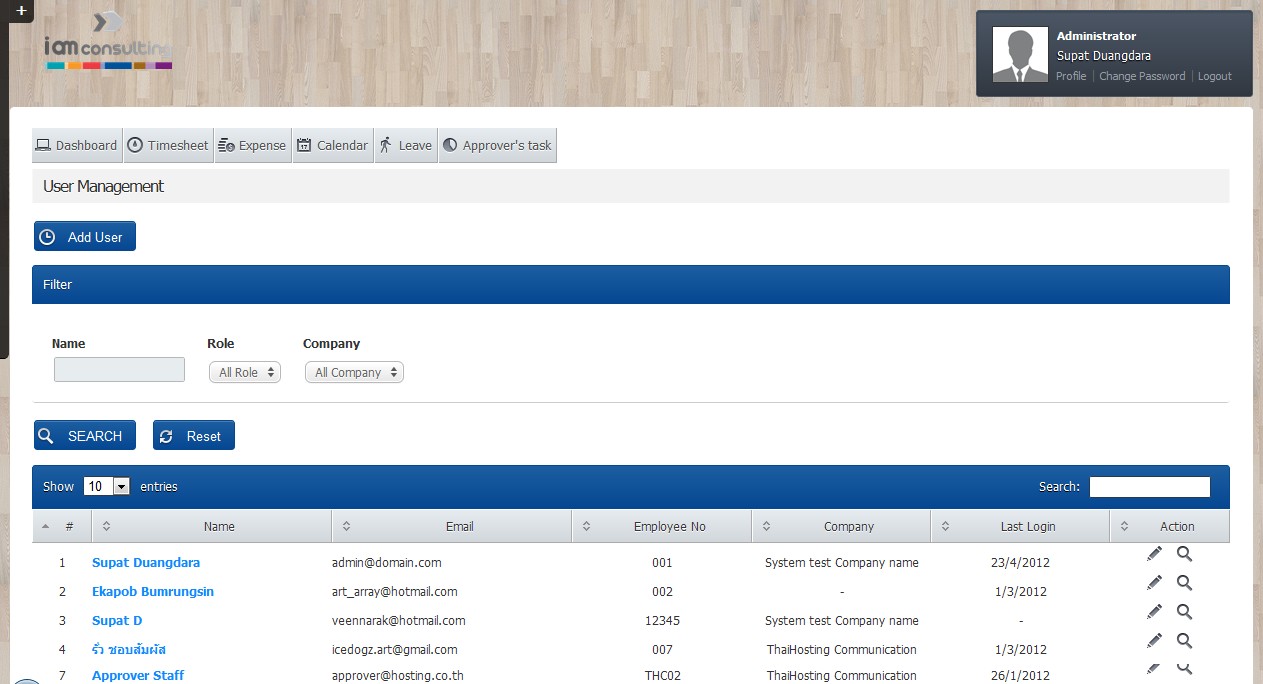 +
iam consulting
Administrator
Supat Duangdara
Profile | Change Password | Logout
Dashboard Timesheet Expense Calendar Leave Approver's task
User Management
Add User
Filter
Name Role Company
All Role All Company
SEARCH Reset
Show 10 entries Search:
# Name Email Employee No Company Last Login Action
1 Supat Duangdara admin@domain.com 001 System test Company name 23/4/2012
2 Ekapob Bumrungsin art_array@hotmail.com 002 - 1/3/2012
3 Supat D veennarak@hotmail.com 12345 System test Company name -
4 รั่ว ชอบสัมผัส icedogz.art@gmail.com 007 ThaiHosting Communication 1/3/2012
7 Approver Staff approver@hosting.co.th THC02 ThaiHosting Communication 26/1/2012